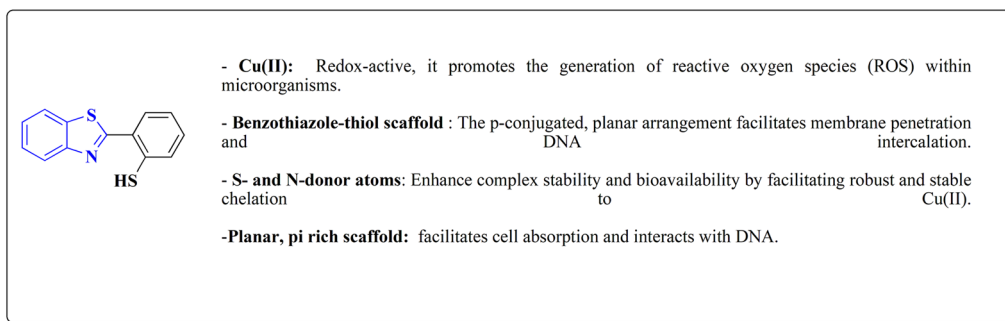 - Cu(II): Redox-active, it promotes the generation of reactive oxygen species (ROS) within
microorganisms.
- Benzothiazole-thiol scaffold : The p-conjugated, planar arrangement facilitates membrane penetration
and DNA intercalation.
- S- and N-donor atoms: Enhance complex stability and bioavailability by facilitating robust and stable
chelation to Cu(II).
-Planar, pi rich scaffold: facilitates cell absorption and interacts with DNA.
S
N
HS